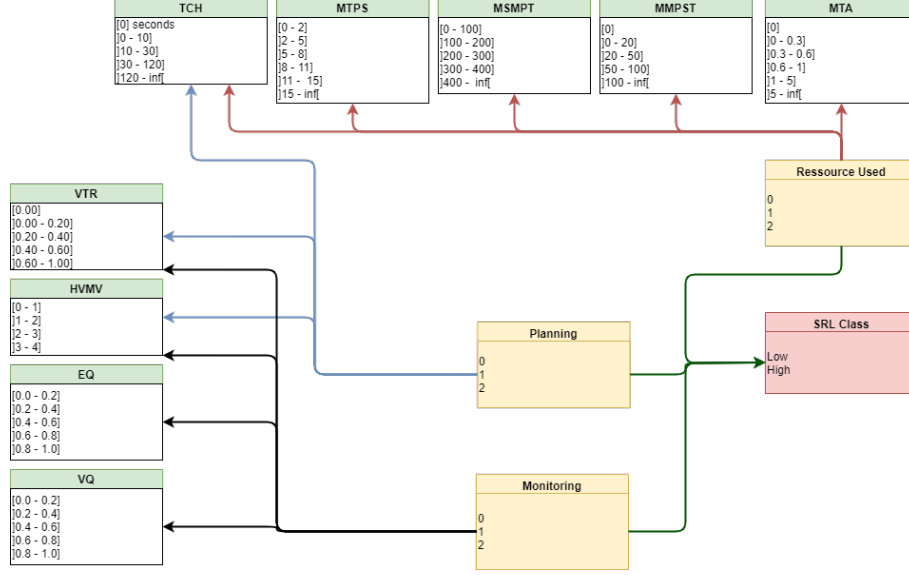 TCH
[0] seconds
]0 - 10]
]10 - 30]
]30 - 120]
]120 - inf[
MTPS
[0 - 2]
]2 - 5]
]5 - 8]
]8 - 11]
]11 -  15]
]15 - inf[
MSMPT
[0 - 100]
]100 - 200]
]200 - 300]
]300 - 400]
]400 -  inf[
MMPST
[0]
]0 - 20]
]20 - 50]
]50 - 100]
]100 - inf[
MTA
[0]
]0 - 0.3]
]0.3 - 0.6]
]0.6 - 1]
]1 - 5]
]5 - inf[
Ressource Used
0
1
2
VTR
[0.00]
]0.00 - 0.20]
]0.20 - 0.40]
]0.40 - 0.60]
]0.60 - 1.00]
HVMV
[0 - 1]
]1 - 2]
]2 - 3]
]3 - 4]
Planning
0
1
2
SRL Class
Low
High
EQ
[0.0 - 0.2]
]0.2 - 0.4]
]0.4 - 0.6]
]0.6 - 0.8]
]0.8 - 1.0]
VQ
[0.0 - 0.2]
]0.2 - 0.4]
]0.4 - 0.6]
]0.6 - 0.8]
]0.8 - 1.0]
Monitoring
0
1
2